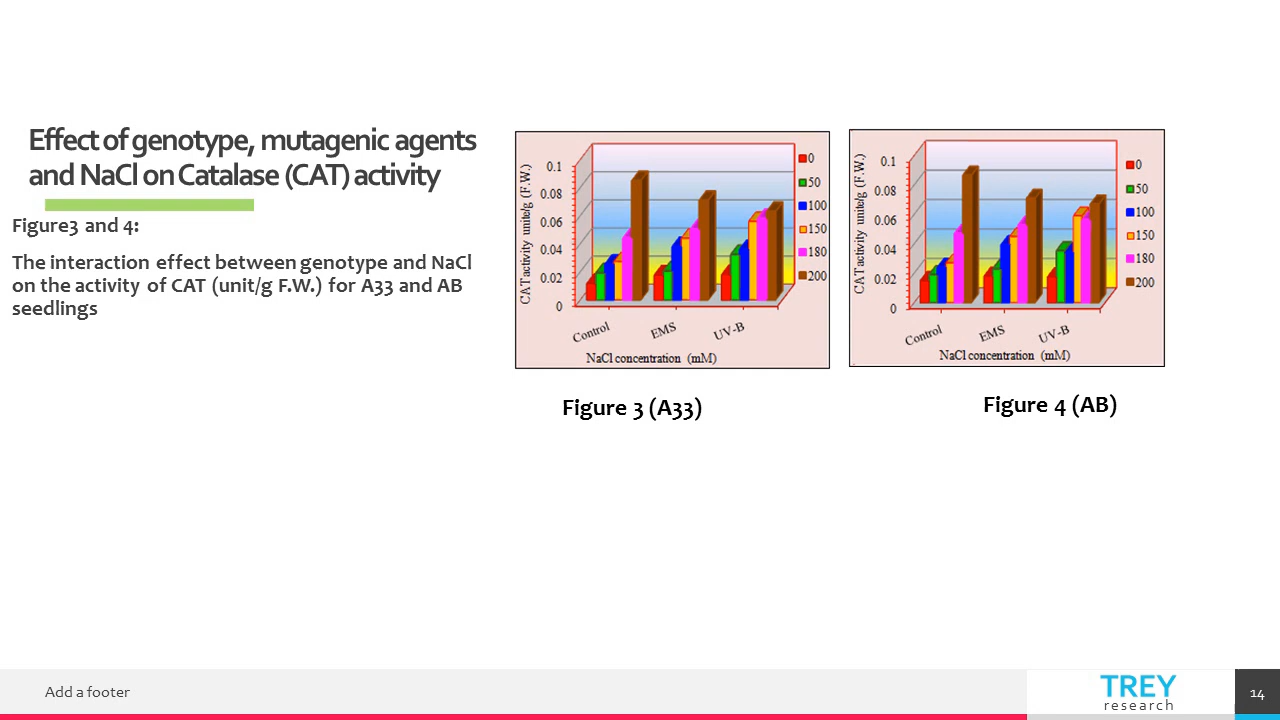 Effect of genotype, mutagenic agents
and NaCl on Catalase (CAT) activity
Figure3 and 4:
The interaction effect between genotype and NaCl
on the activity of CAT (unit/g F.W.) for A33 and AB
seedlings
CAT activity units/g (F.W.)
0.1
0.08
0.06
0.04
0.02
0
Control
EMS
UV-B
NaCl concentration (mM)
0
50
100
150
180
200
Figure 3 (A33)
CAT activity units/g (F.W.)
0.1
0.08
0.06
0.04
0.02
0
Control
EMS
UV-B
NaCl concentration (mM)
0
50
100
150
180
200
Figure 4 (AB)
Add a footer
TREY
research
14